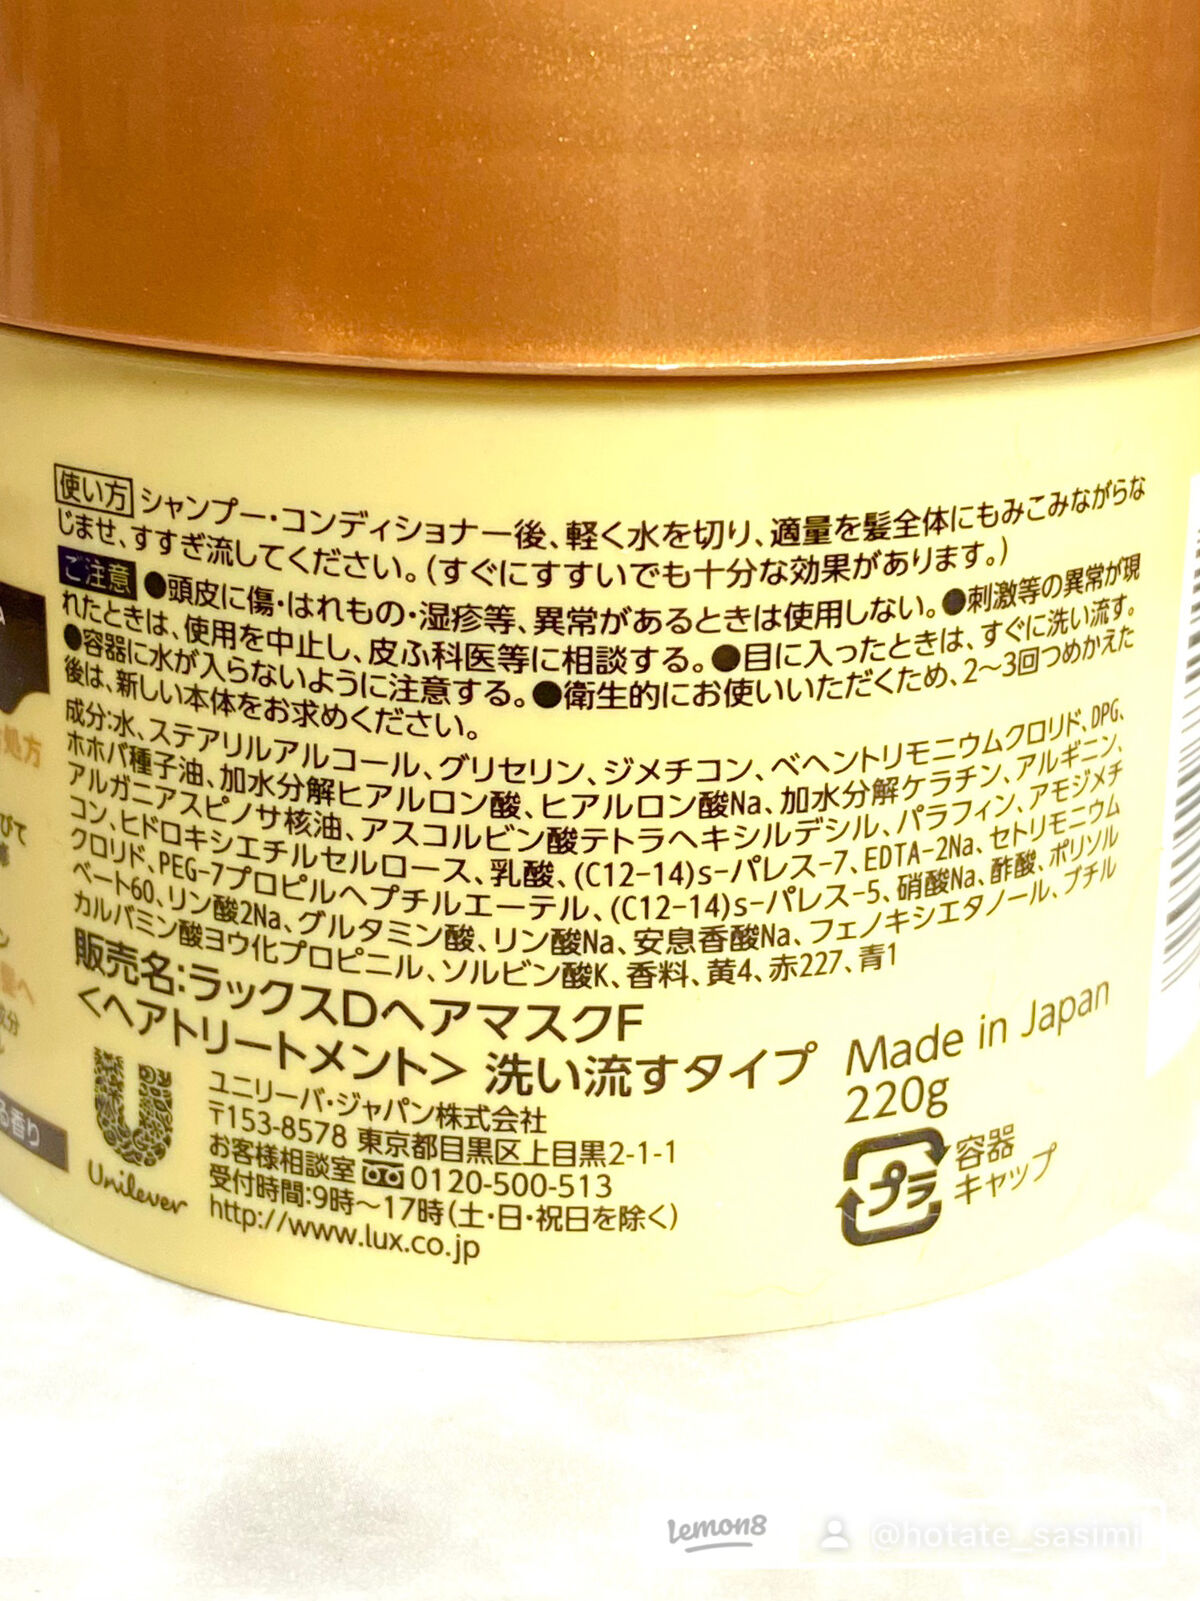 使い方 シャンプー・コンディショナー後、軽く水を切り、適量を髪全体にもみこみながらな
じませ、すすぎ流してください。(すぐにすすいでも十分な効果があります。)
ご注意 ●頭皮に傷・はれもの・湿疹等、異常があるときは使用しない。●刺激等の異常が現
れたときは、使用を中止し、皮ふ科医等に相談する。●目に入ったときは、すぐに洗い流す。
●容器に水が入らないように注意する。●衛生的にお使いいただくため、2〜3回つめかえた
後は、新しい本体をお求めください。
成分:水、ステアリルアルコール、グリセリン、ジメチコン、ベヘントリモニウムクロリド、DPG、
ホホバ種子油、加水分解ヒアルロン酸、ヒアルロン酸Na、加水分解ケラチン、アルギニン、
アルガニアスピノサ核油、アスコルビン酸テトラヘキシルデシル、パラフィン、アモジメチ
コン、ヒドロキシエチルセルロース、乳酸、(C12-14)s-パレス-7、EDTA-2Na、セトリモニウム
クロリド、PEG-7プロピルヘプチルエーテル、(C12-14)s-パレス-5、硝酸Na、酢酸、ポリソル
ベート60、リン酸2Na、グルタミン酸、リン酸Na、安息香酸Na、フェノキシエタノール、ブチル
カルバミン酸ヨウ化プロピニル、ソルビン酸K、香料、黄4、赤227、青1
販売名:ラックスDヘアマスクF
<ヘアトリートメント> 洗い流すタイプ
Made in Japan
220g
ユニリーバ・ジャパン株式会社
〒153-8578 東京都目黒区上目黒2-1-1
お客様相談室 0120-500-513
受付時間:9時〜17時(土・日・祝日を除く)
http://www.lux.co.jp
Unilever
プラ
容器
キャップ
処方
びて
ン
髪へ
成分
る香り
lemon8
@hotate_sasimi